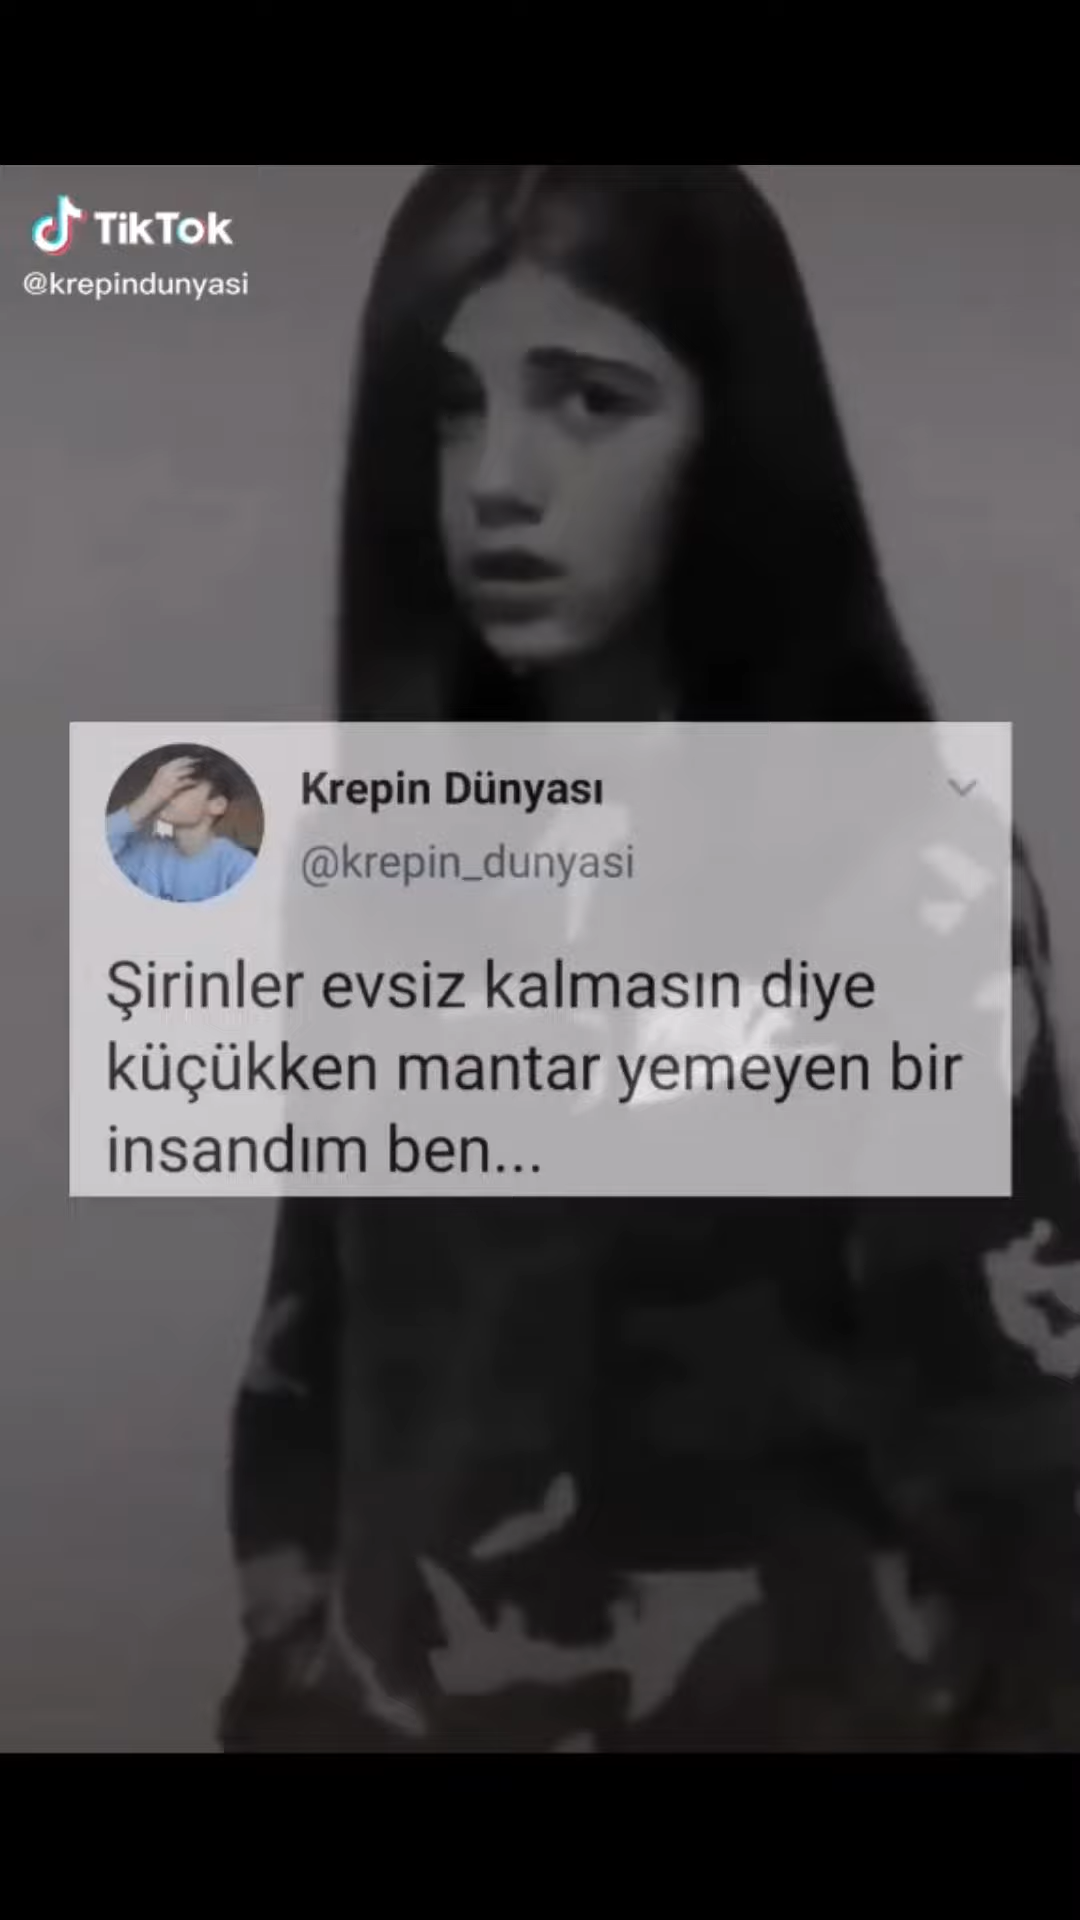 TikTok
@krepindunyasi
Krepin Dünyası
@krepin_dunyasi
Şirinler evsiz kalmasın diye
küçükken mantar yemeyen bir
insandım ben...